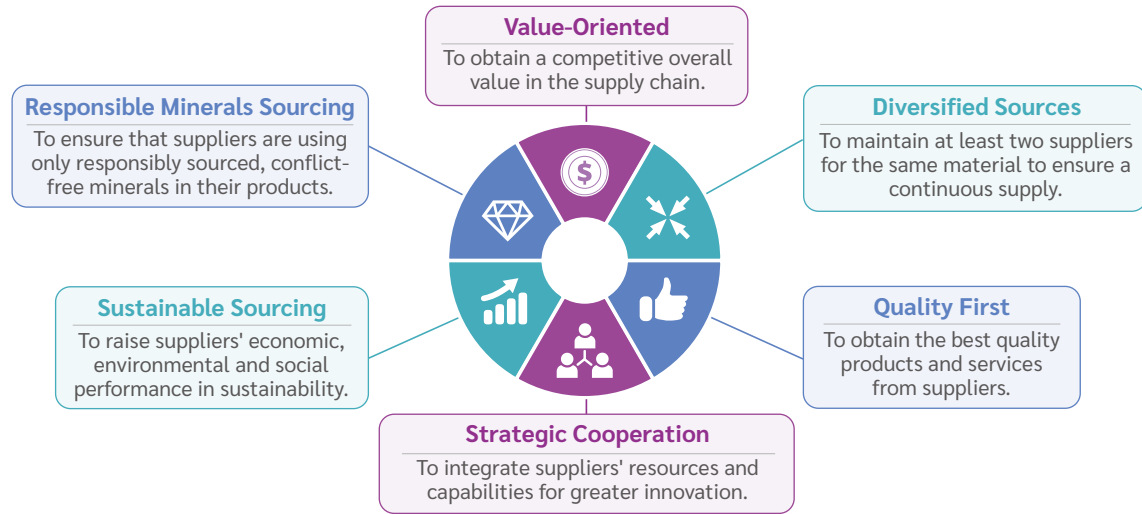 Value-Oriented
To obtain a competitive overall
value in the supply chain.
Responsible Minerals Sourcing
To ensure that suppliers are using
only responsibly sourced, conflict-
free minerals in their products.
Diversified Sources
To maintain at least two suppliers
for the same material to ensure a
continuous supply.
$
Sustainable Sourcing
To raise suppliers' economic,
environmental and social
performance in sustainability.
Quality First
To obtain the best quality
products and services
from suppliers.
Strategic Cooperation
To integrate suppliers' resources and
capabilities for greater innovation.